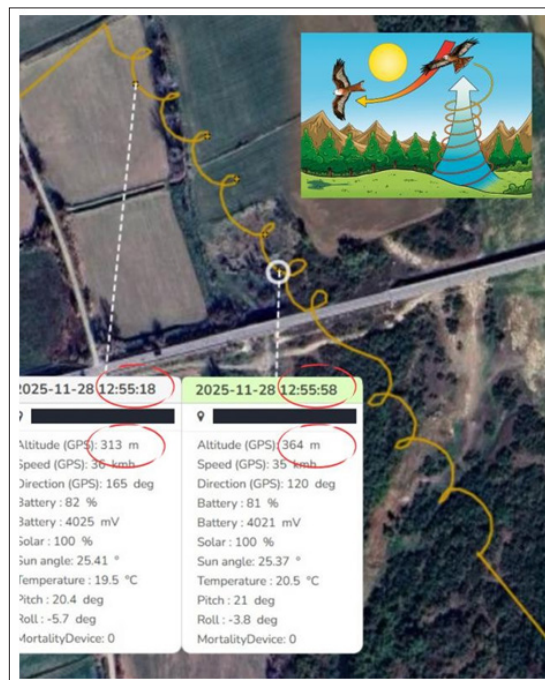 2025-11-28 12:55:18
Altitude (GPS): 313 m
Speed (GPS): 36 kmh
Direction (GPS): 165 deg
Battery : 82 %
Battery : 4025 mV
Solar : 100 %
Sun angle: 25.41 °
Temperature : 19.5 °C
Pitch : 20.4 deg
Roll : -5.7 deg
MortalityDevice: 0
2025-11-28 12:55:58
Altitude (GPS): 364 m
Speed (GPS): 35 kmh
Direction (GPS): 120 deg
Battery : 81 %
Battery : 4021 mV
Solar : 100 %
Sun angle: 25.37 °
Temperature : 20.5 °C
Pitch : 21 deg
Roll : -3.8 deg
MortalityDevice: 0